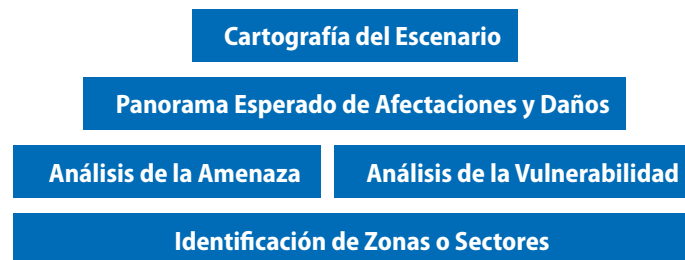 Cartografía del Escenario
Panorama Esperado de Afectaciones y Daños
Análisis de la Amenaza
Análisis de la Vulnerabilidad
Identificación de Zonas o Sectores